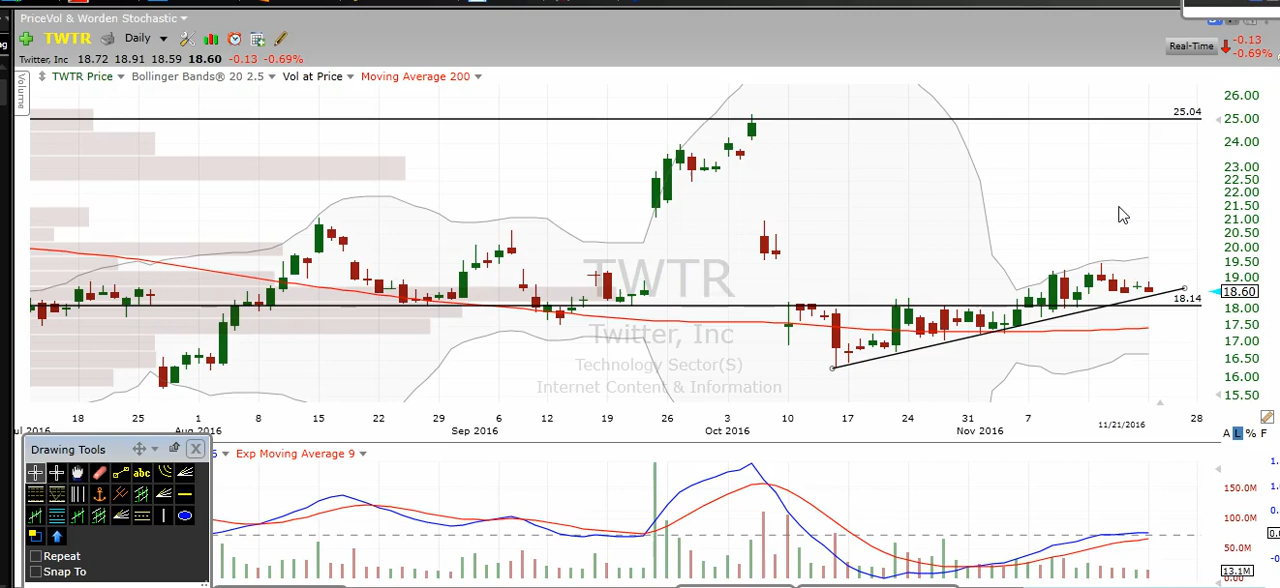 PriceVol & Worden Stochastic
TWTR Daily
Real-Time -0.13
-0.69%
Twitter, Inc 18.72 18.91 18.59 18.60 -0.13 -0.69%
TWTR Price Bollinger Bands® 20 2.5 Vol at Price Moving Average 200
Volume
26.00
25.04
25.00
24.00
23.00
22.50
22.00
21.50
21.00
20.50
20.00
19.50
19.00
18.60
18.14
18.00
17.50
17.00
16.50
16.00
15.50
TWTR
Twitter, Inc
Technology Sector(S)
Internet Content & Information
18 25 1 8 15 22 29 6 12 19 26 3 10 17 24 31 7 28
Jul 2016 Aug 2016 Sep 2016 Oct 2016 Nov 2016 11/21/2016
A L % F
Drawing Tools
abc
Repeat
Snap To
Exp Moving Average 9
150.0M
100.0M
50.0M
13.1M
0.00